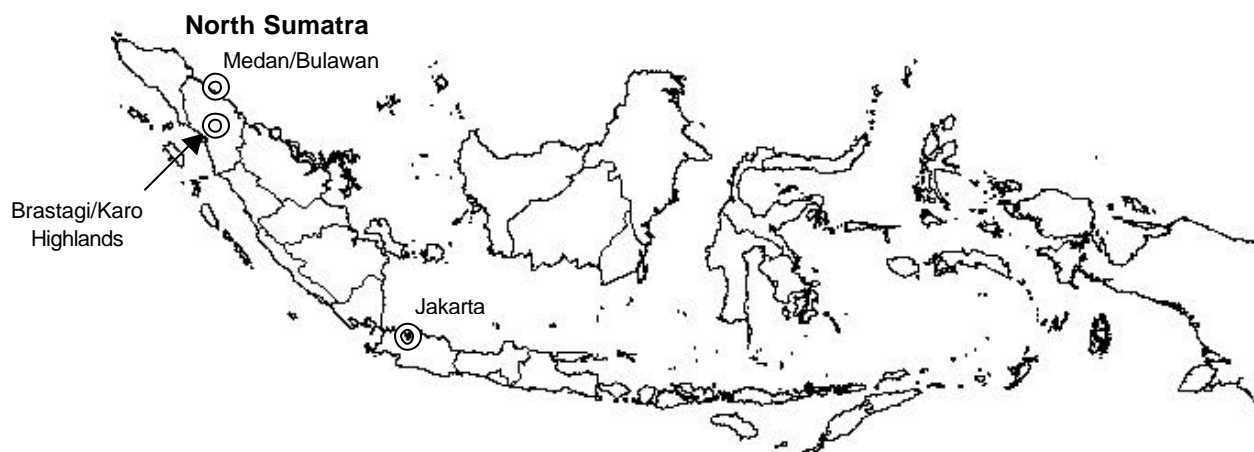 North Sumatra
Medan/Bulawan
Brastagi/Karo
Highlands
Jakarta